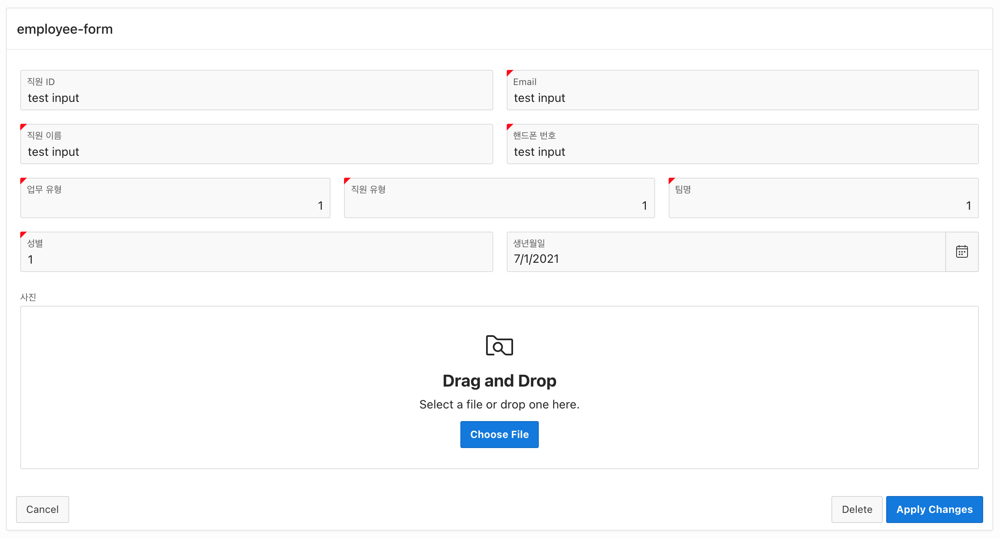 employee-form
직원 ID
test input
Email
test input
직원 이름
test input
핸드폰 번호
test input
업무 유형
1
직원 유형
1
팀명
1
성별
1
생년월일
7/1/2021
사진
Drag and Drop
Select a file or drop one here.
Choose File
Cancel
Delete
Apply Changes